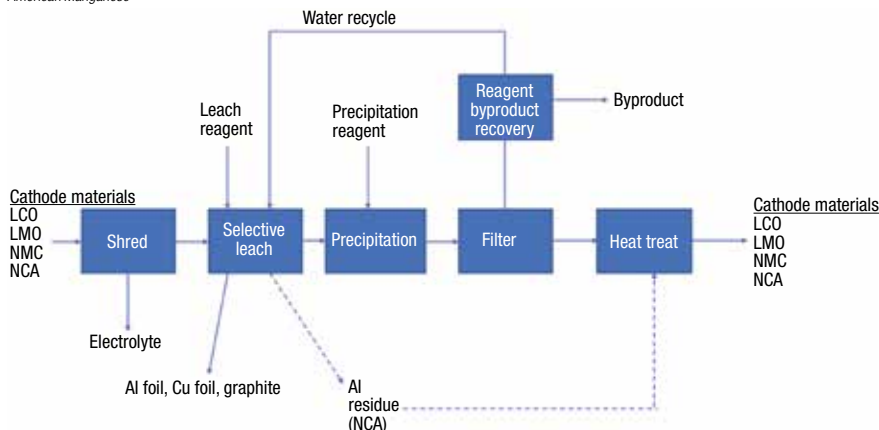 American Manganese
Water recycle
Reagent
byproduct
recovery
Byproduct
Leach
reagent
Precipitation
reagent
Cathode materials
LCO
LMO
NMC
NCA
Shred
Selective
leach
Precipitation
Filter
Heat treat
Cathode materials
LCO
LMO
NMC
NCA
Electrolyte
Al foil, Cu foil, graphite
Al
residue
(NCA)